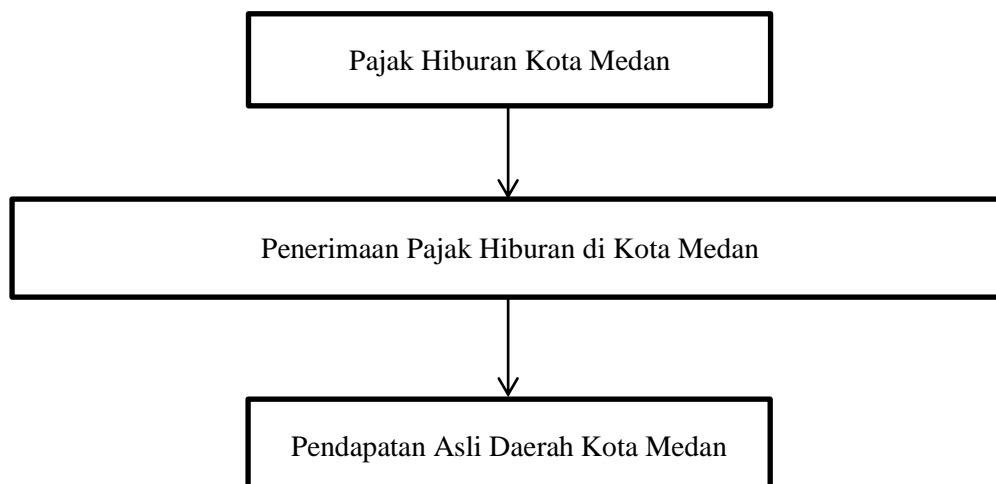 Pajak Hiburan Kota Medan
Penerimaan Pajak Hiburan di Kota Medan
Pendapatan Asli Daerah Kota Medan